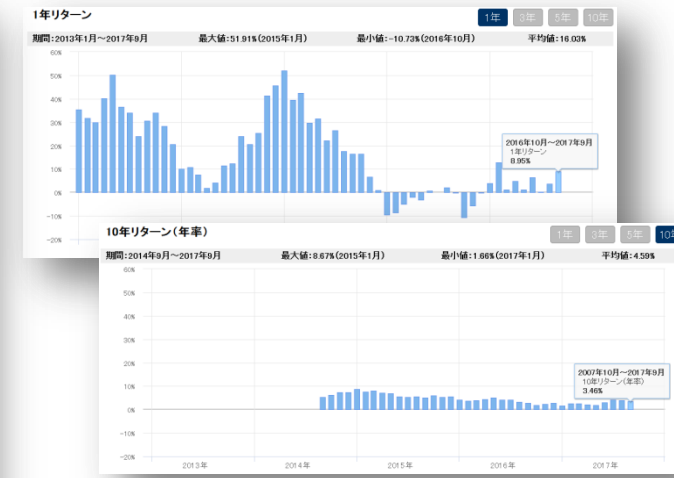 1年リターン
1年 3年 5年 10年
期間:2013年1月～2017年9月 最大値:51.91%(2015年1月) 最小値:-10.73%(2016年10月) 平均値:16.03%
60%
50%
40%
30%
20%
10%
0%
-10%
-20%
2016年10月～2017年9月
1年リターン
8.95%
10年リターン(年率)
1年 3年 5年 10年
期間:2014年9月～2017年9月 最大値:8.67%(2015年1月) 最小値:1.66%(2017年1月) 平均値:4.59%
60%
50%
40%
30%
20%
10%
0%
-10%
-20%
2007年10月～2017年9月
10年リターン(年率)
3.46%
2013年 2014年 2015年 2016年 2017年